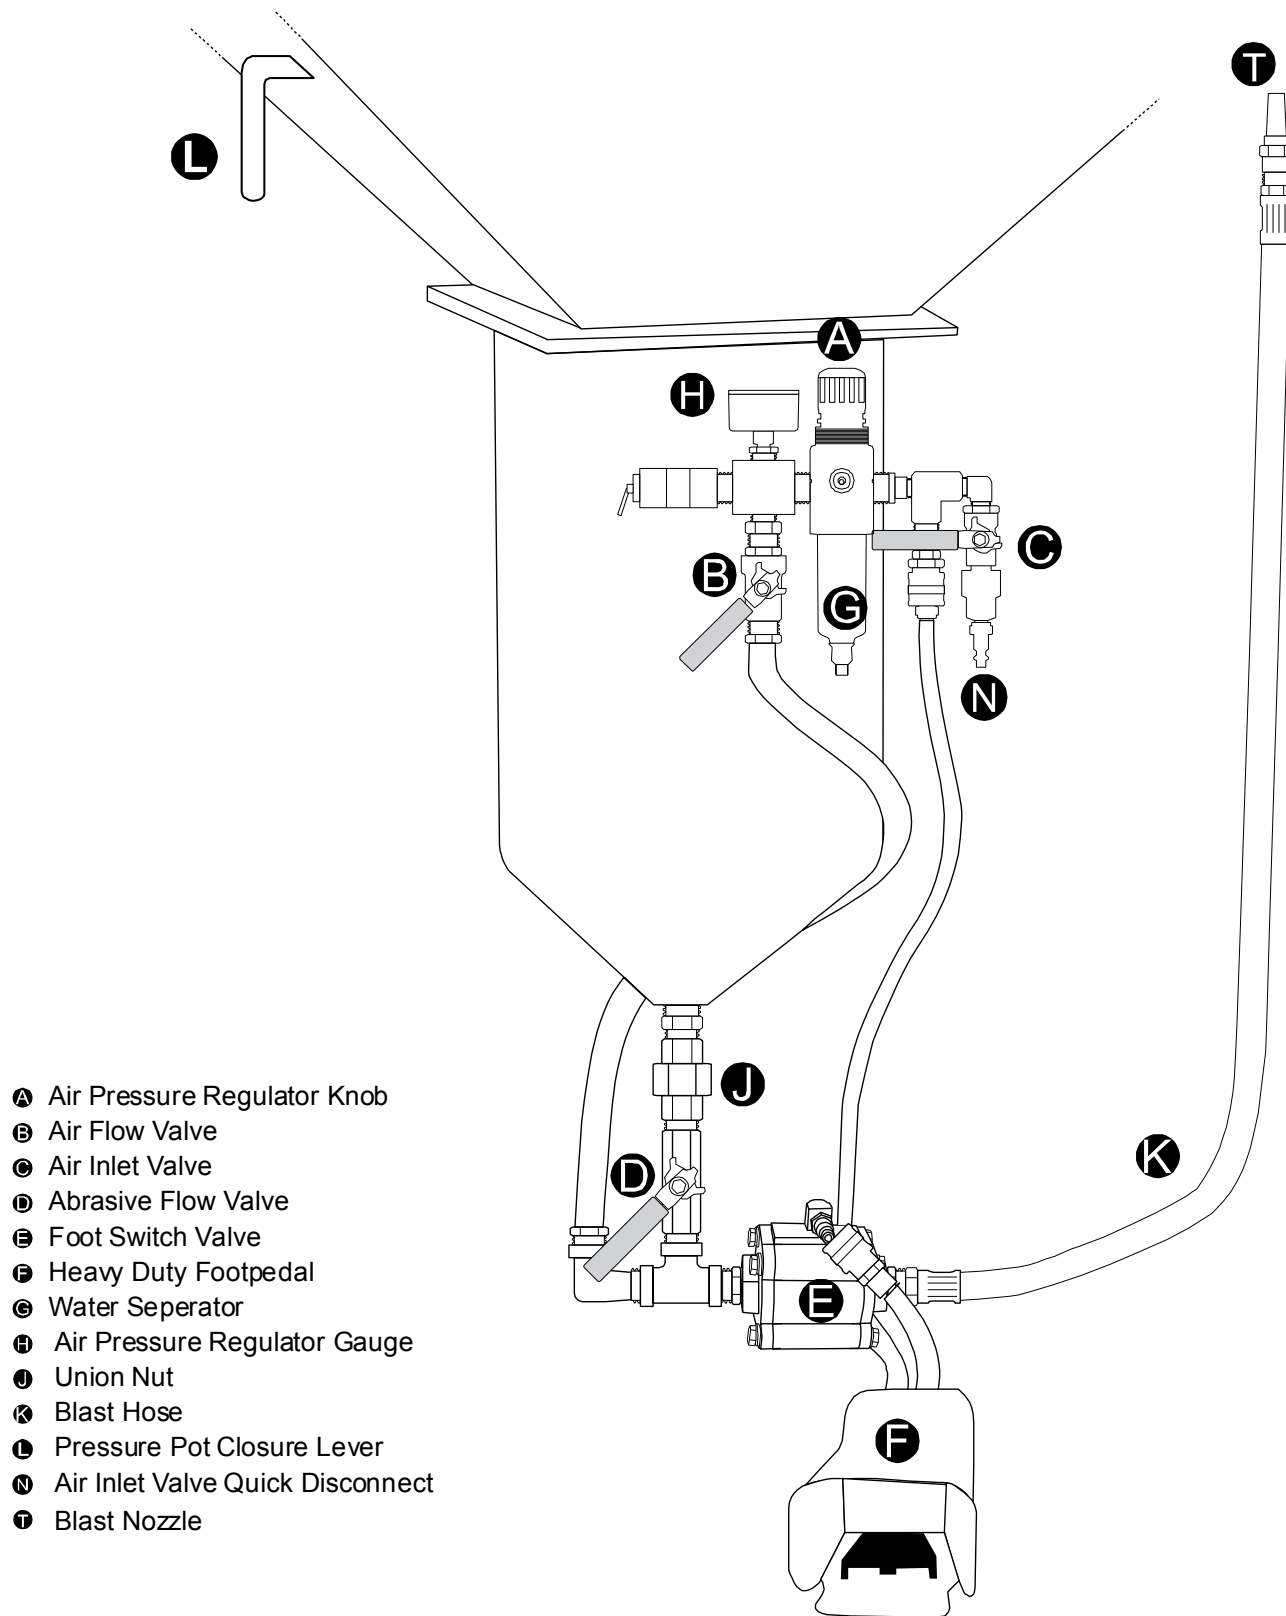 T
L
A
H
C
B
G
N
J
K
D
E
F
A Air Pressure Regulator Knob
B Air Flow Valve
C Air Inlet Valve
D Abrasive Flow Valve
E Foot Switch Valve
F Heavy Duty Footpedal
G Water Seperator
H Air Pressure Regulator Gauge
J Union Nut
K Blast Hose
L Pressure Pot Closure Lever
N Air Inlet Valve Quick Disconnect
T Blast Nozzle